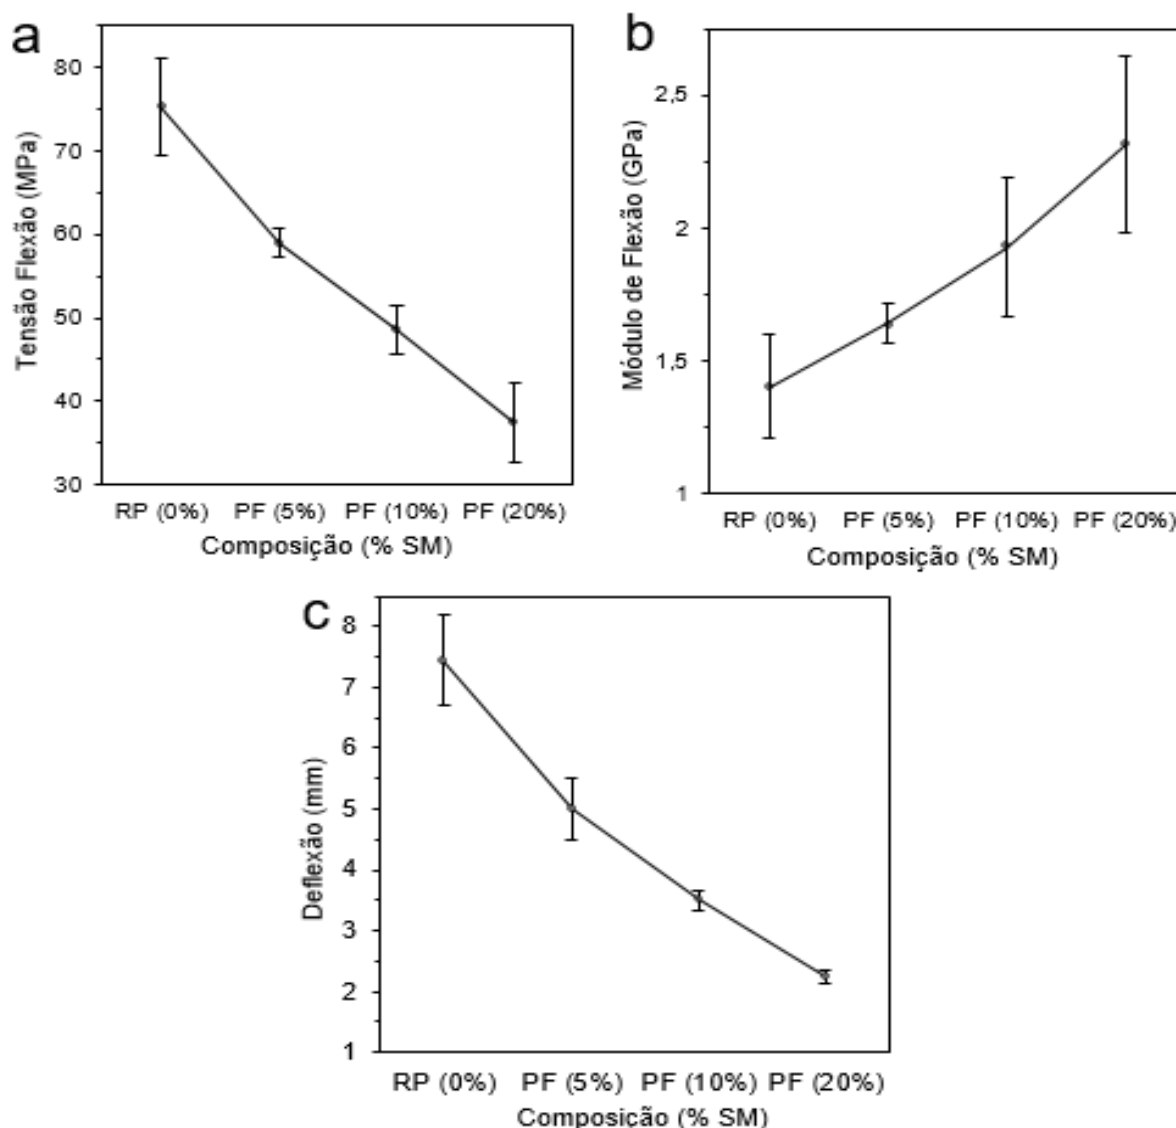 a
Tensão Flexão (MPa)
80
70
60
50
40
30
RP (0%) PF (5%) PF (10%) PF (20%)
Composição (% SM)
b
Módulo de Flexão (GPa)
2,5
2
1,5
1
RP (0%) PF (5%) PF (10%) PF (20%)
Composição (% SM)
c
Deflexão (mm)
8
7
6
5
4
3
2
1
RP (0%) PF (5%) PF (10%) PF (20%)
Composição (% SM)